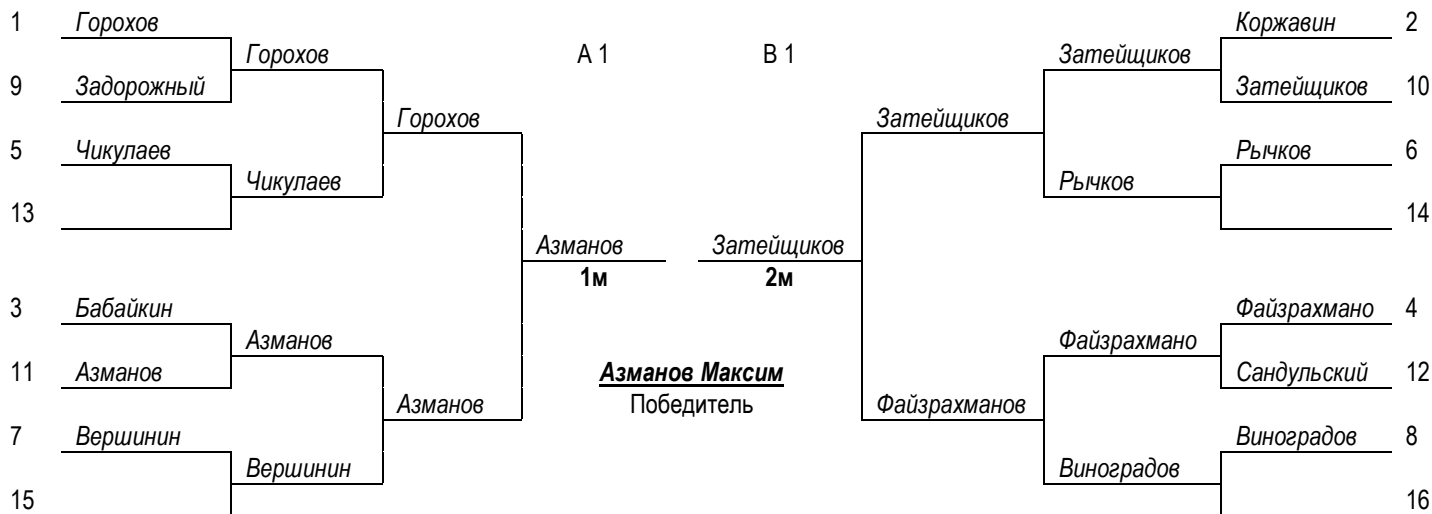 1 Горохов Коржавин 2
Горохов А 1 В 1 Затейщиков
9 Задорожный Затейщиков 10
Горохов Затейщиков
5 Чикулаев Рычков 6
Чикулаев Рычков
13 14
Азманов Затейщиков
1м 2м
3 Бабайкин Файзрахмано 4
Азманов Файзрахмано
11 Азманов Азманов Максим Сандульский 12
Азманов Победитель Файзрахманов
7 Вершинин Виноградов 8
Вершинин Виноградов
15 16